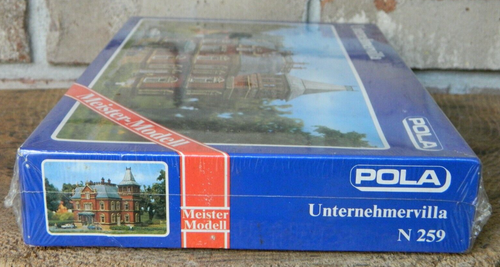 Meister-Modell
POLA
POLA
Meister
Modell
Unternehmervilla
N 259